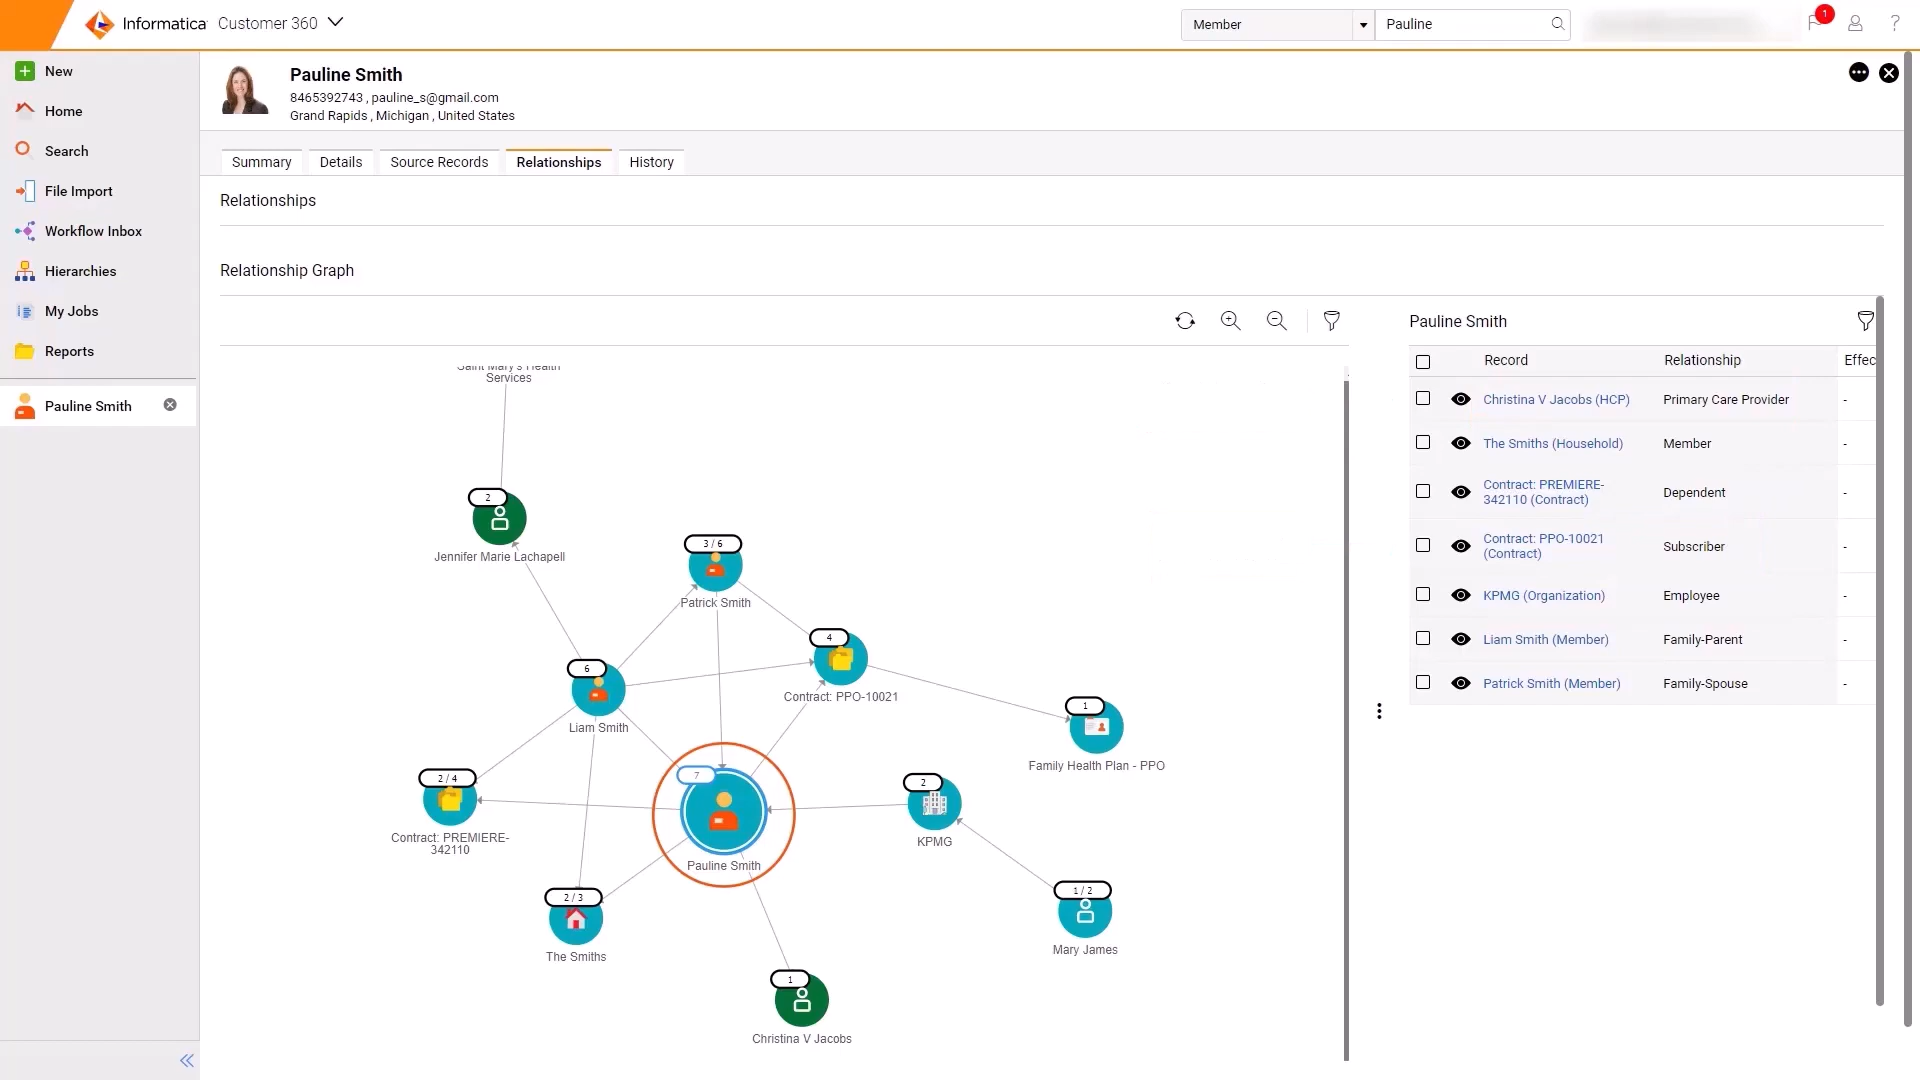 Informatica
Customer 360
Member
Pauline
1
?
New
Home
Search
File Import
Workflow Inbox
Hierarchies
My Jobs
Reports
Pauline Smith
Pauline Smith
8465392743 , pauline_s@gmail.com
Grand Rapids , Michigan , United States
Summary
Details
Source Records
Relationships
History
Relationships
Relationship Graph
Saint Mary's Health
Services
2
Jennifer Marie Lachapell
3 / 6
Patrick Smith
4
Contract: PPO-10021
6
Liam Smith
1
Family Health Plan - PPO
2 / 4
Contract: PREMIERE-
342110
7
Pauline Smith
2
KPMG
2 / 3
The Smiths
1 / 2
Mary James
1
Christina V Jacobs
Pauline Smith
Record Relationship Effec
Christina V Jacobs (HCP) Primary Care Provider -
The Smiths (Household) Member -
Contract: PREMIERE-
342110 (Contract) Dependent -
Contract: PPO-10021
(Contract) Subscriber -
KPMG (Organization) Employee -
Liam Smith (Member) Family-Parent -
Patrick Smith (Member) Family-Spouse -